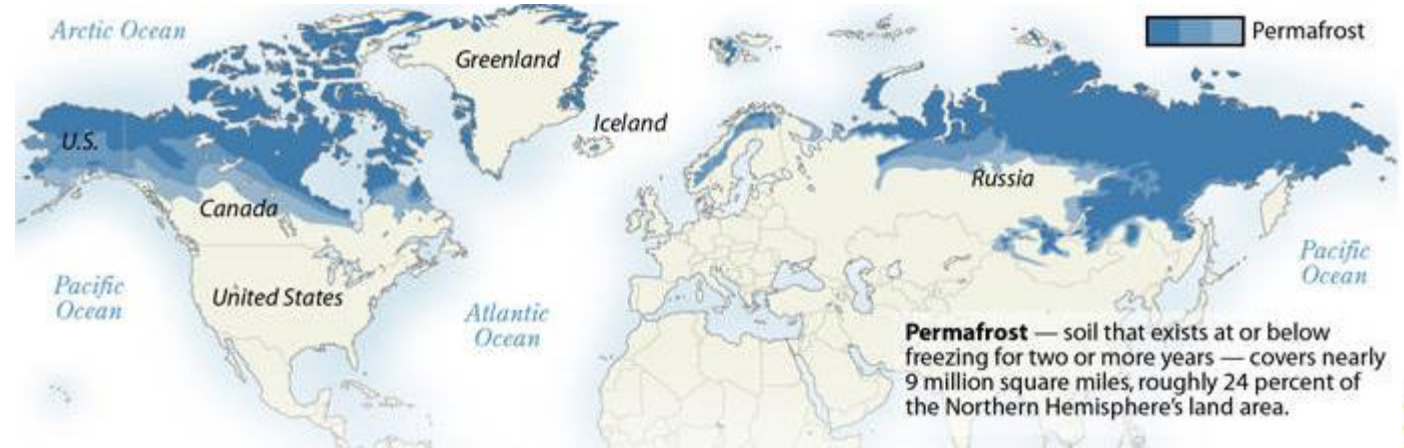 Arctic Ocean
Permafrost
Greenland
Iceland
U.S.
Russia
Canada
Pacific
Ocean
Pacific
Ocean
United States
Atlantic
Ocean
Permafrost — soil that exists at or below
freezing for two or more years — covers nearly
9 million square miles, roughly 24 percent of
the Northern Hemisphere's land area.